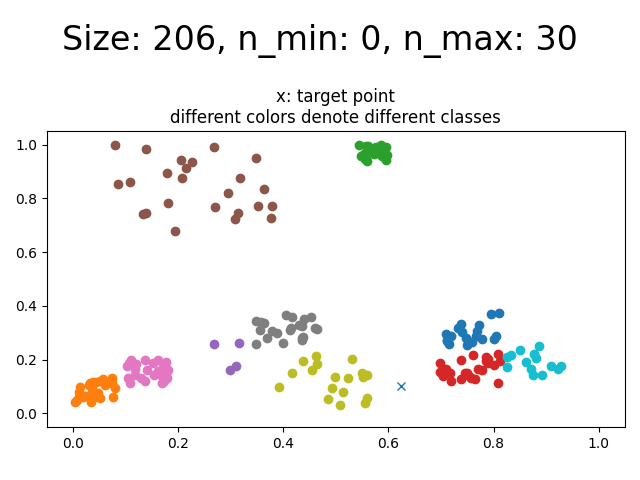 Size: 206, n_min: 0, n_max: 30
x: target point
different colors denote different classes
1.0
0.8
0.6
0.4
0.2
0.0
0.0 0.2 0.4 0.6 0.8 1.0